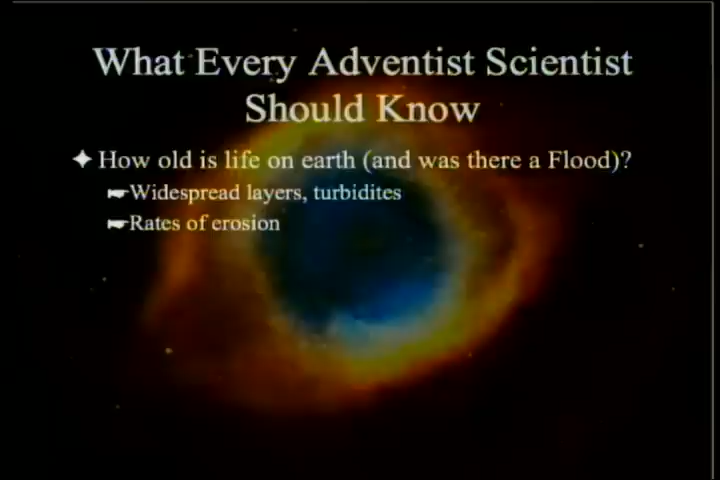 What Every Adventist Scientist
Should Know
How old is life on earth (and was there a Flood)?
Widespread layers, turbidites
Rates of erosion